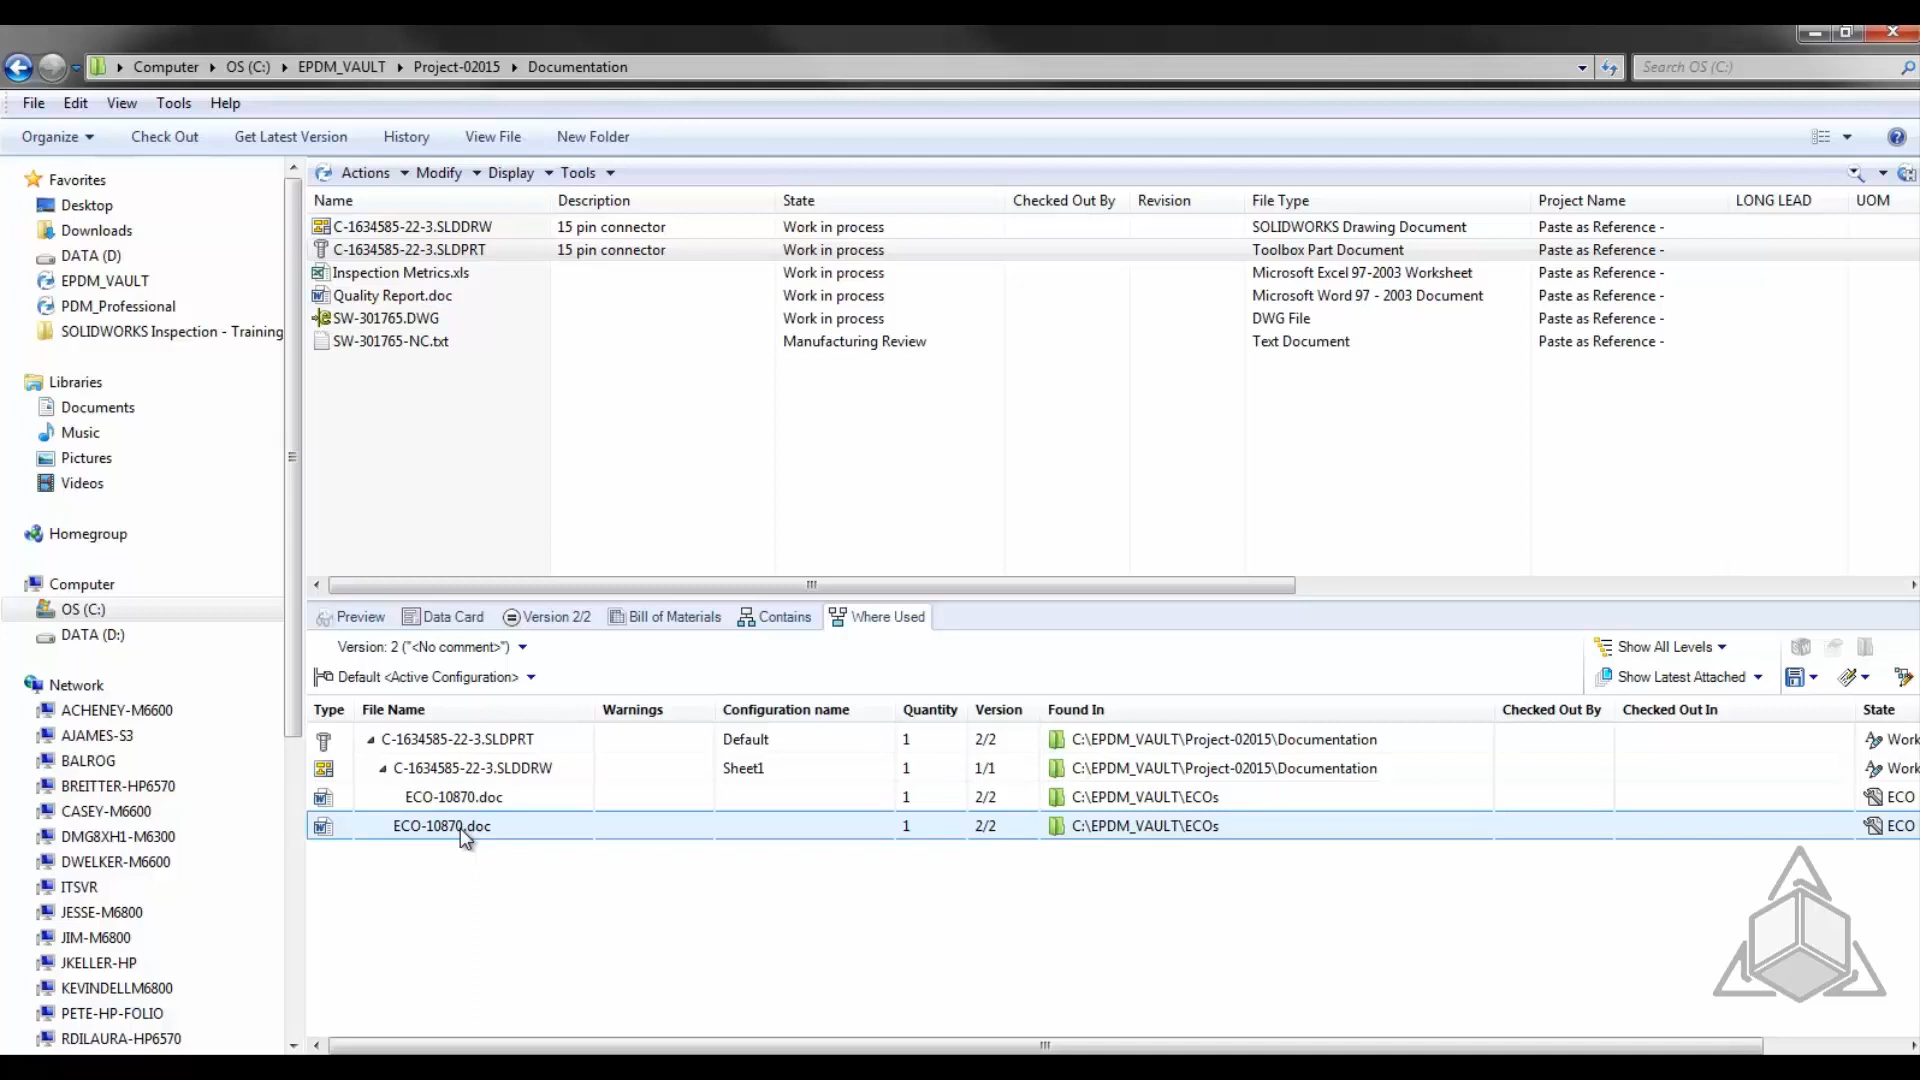 Computer OS (C:) EPDM_VAULT Project-02015 Documentation
Search OS (C:)
File Edit View Tools Help
Organize Check Out Get Latest Version History View File New Folder
Favorites
Desktop
Downloads
DATA (D)
EPDM_VAULT
PDM_Professional
SOLIDWORKS Inspection - Training
Libraries
Documents
Music
Pictures
Videos
Homegroup
Computer
OS (C:)
DATA (D:)
Network
ACHENEY-M6600
AJAMES-S3
BALROG
BREITTER-HP6570
CASEY-M6600
DMG8XH1-M6300
DWELKER-M6600
ITSVR
JESSE-M6800
JIM-M6800
JKELLER-HP
KEVINDELLM6800
PETE-HP-FOLIO
RDILAURA-HP6570
Actions Modify Display Tools
Name Description State Checked Out By Revision File Type Project Name LONG LEAD UOM
C-1634585-22-3.SLDDRW 15 pin connector Work in process SOLIDWORKS Drawing Document Paste as Reference -
C-1634585-22-3.SLDPRT 15 pin connector Work in process Toolbox Part Document Paste as Reference -
Inspection Metrics.xls Work in process Microsoft Excel 97-2003 Worksheet Paste as Reference -
Quality Report.doc Work in process Microsoft Word 97 - 2003 Document Paste as Reference -
SW-301765.DWG Work in process DWG File Paste as Reference -
SW-301765-NC.txt Manufacturing Review Text Document Paste as Reference -
Preview Data Card Version 2/2 Bill of Materials Contains Where Used
Version: 2 ("<No comment>") Show All Levels
Default <Active Configuration> Show Latest Attached
Type File Name Warnings Configuration name Quantity Version Found In Checked Out By Checked Out In State
C-1634585-22-3.SLDPRT Default 1 2/2 C:\EPDM_VAULT\Project-02015\Documentation Work
C-1634585-22-3.SLDDRW Sheet1 1 1/1 C:\EPDM_VAULT\Project-02015\Documentation Work
ECO-10870.doc 1 2/2 C:\EPDM_VAULT\ECOs ECO
ECO-10870.doc 1 2/2 C:\EPDM_VAULT\ECOs ECO